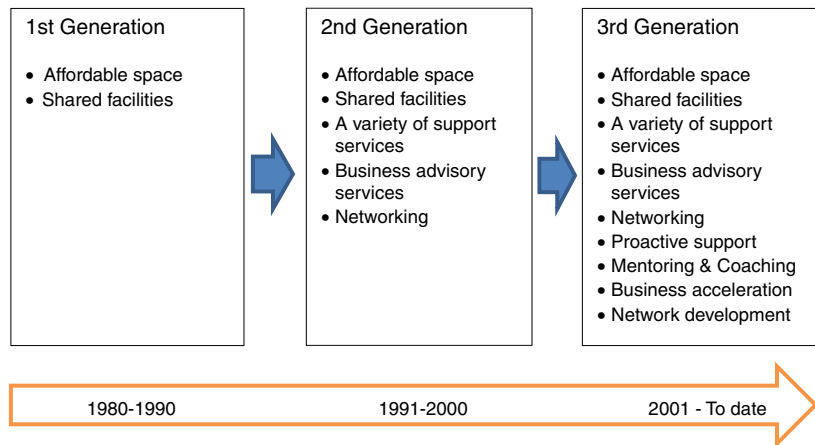 1st Generation
• Affordable space
• Shared facilities
2nd Generation
• Affordable space
• Shared facilities
• A variety of support
services
• Business advisory
services
• Networking
3rd Generation
• Affordable space
• Shared facilities
• A variety of support
services
• Business advisory
services
• Networking
• Proactive support
• Mentoring & Coaching
• Business acceleration
• Network development
1980-1990
1991-2000
2001 - To date